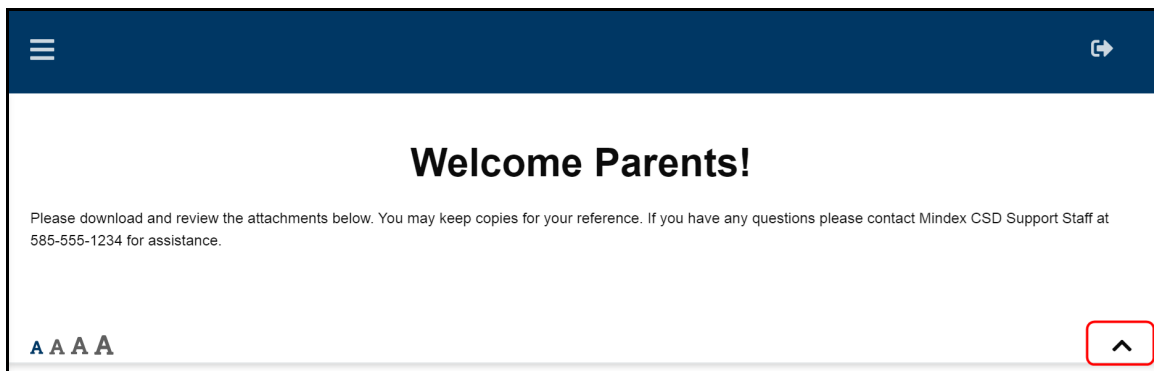 Welcome Parents!
Please download and review the attachments below. You may keep copies for your reference. If you have any questions please contact Mindex CSD Support Staff at
585-555-1234 for assistance.
A A A A